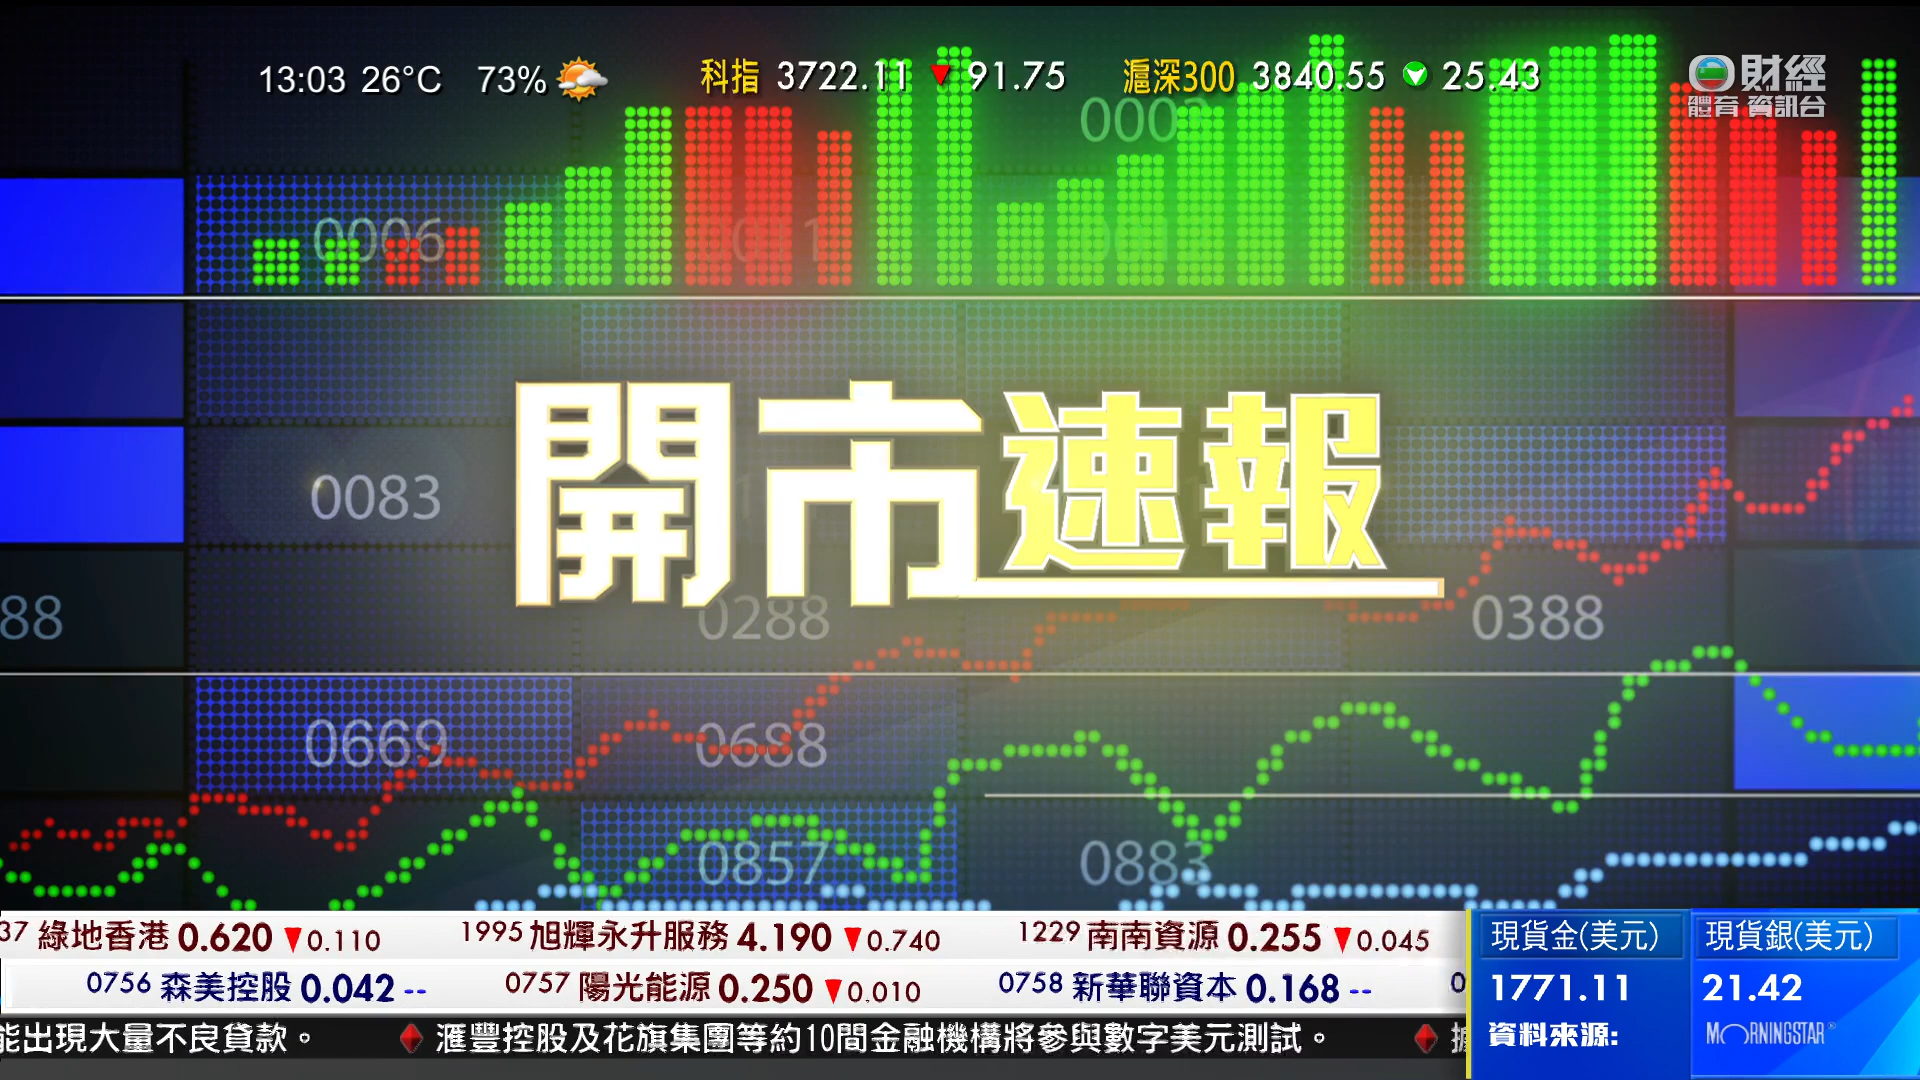 13:03 26°C 73% 科指 3722.11 ▼ 91.75 滬深300 3840.55 25.43
財經
體育 資訊台
0006
0083
開市速報
88
0288
0388
0669
0688
0857
0883
37 綠地香港 0.620 ▼0.110 1995 旭輝永升服務 4.190 ▼0.740 1229 南南資源 0.255 ▼0.045
0756 森美控股 0.042 -- 0757 陽光能源 0.250 ▼0.010 0758 新華聯資本 0.168 -- 0
能出現大量不良貸款。 ♦ 滙豐控股及花旗集團等約10間金融機構將參與數字美元測試。 ♦
現貨金(美元) 現貨銀(美元)
1771.11 21.42
資料來源: MORNINGSTAR®